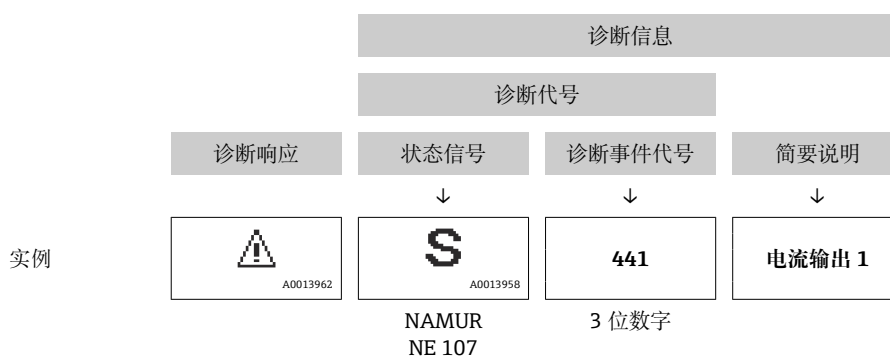 诊断信息
诊断代号
诊断响应 状态信号 诊断事件代号 简要说明
实例 A0013962 S A0013958 441 电流输出 1
NAMUR
NE 107
3 位数字